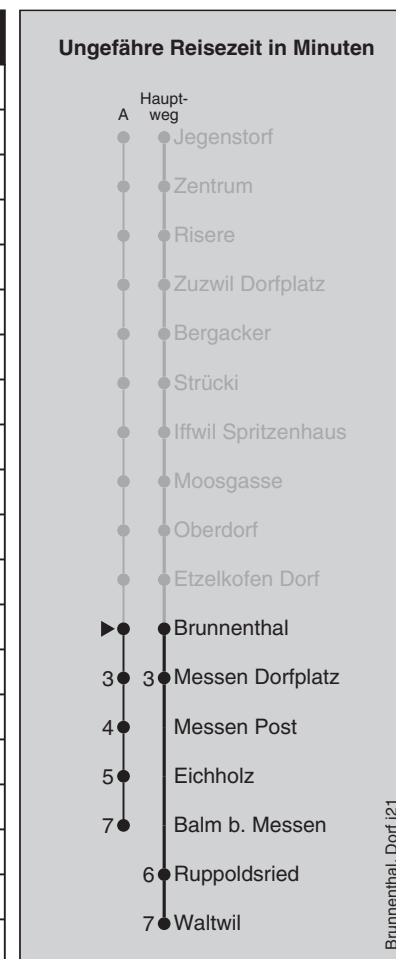 Ungefähre Reisezeit in Minuten
A
Haupt-
weg
Jegenstorf
Zentrum
Risere
Zuzwil Dorfplatz
Bergacker
Strücki
Iffwil Spritzenhaus
Moosgasse
Oberdorf
Etzelkofen Dorf
Brunnenthal
3 3 Messen Dorfplatz
4 Messen Post
5 Eichholz
7 Balm b. Messen
6 Ruppoldsried
7 Waltwil
Brunnenthal, Dorf j21